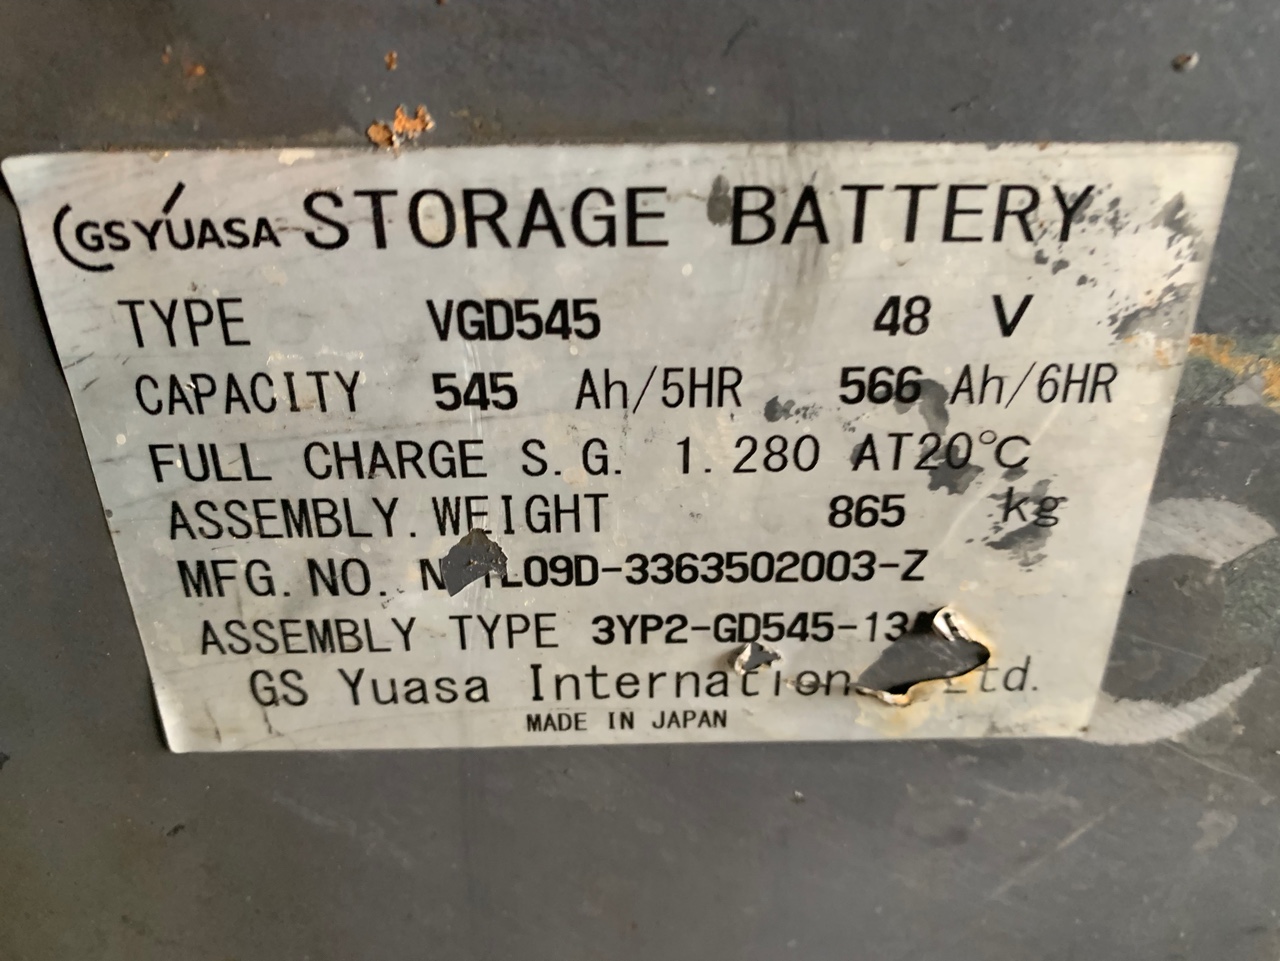 GS YUASA STORAGE BATTERY
TYPE VGD545 48 V
CAPACITY 545 Ah/5HR 566 Ah/6HR
FULL CHARGE S.G. 1.280 AT20°C
ASSEMBLY.WEIGHT 865 kg
MFG.NO.
ASSEMBLY TYPE
GS Yuasa Ltd.
MADE IN JAPAN